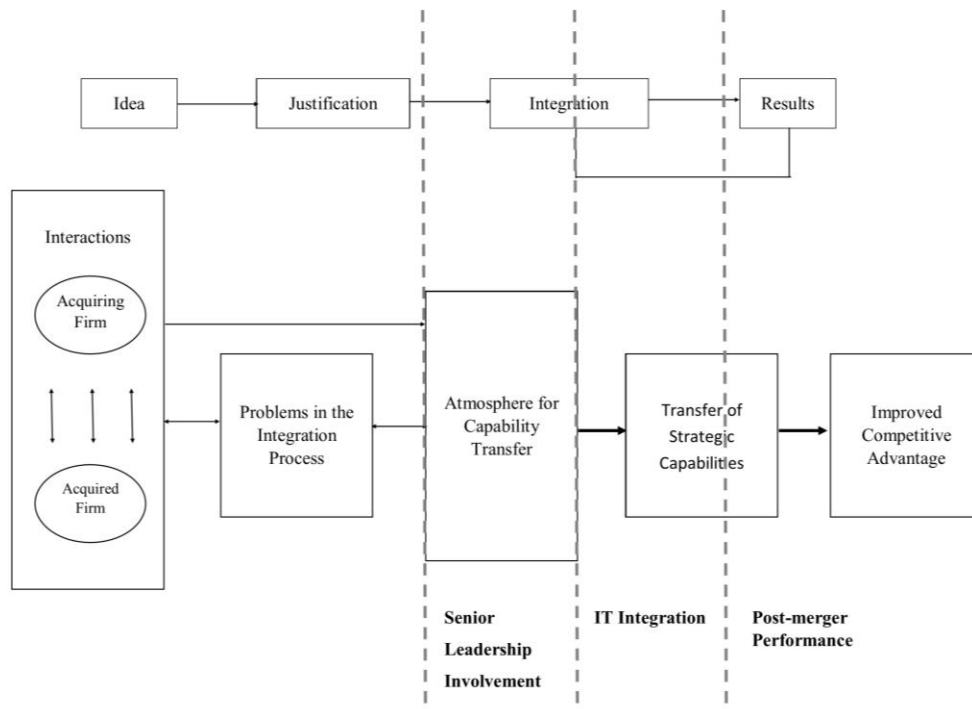 Idea
Justification
Integration
Results
Interactions
Acquiring
Firm
Acquired
Firm
Problems in the
Integration
Process
Atmosphere for
Capability
Transfer
Transfer of
Strategic
Capabilities
Improved
Competitive
Advantage
Senior
Leadership
Involvement
IT Integration
Post-merger
Performance